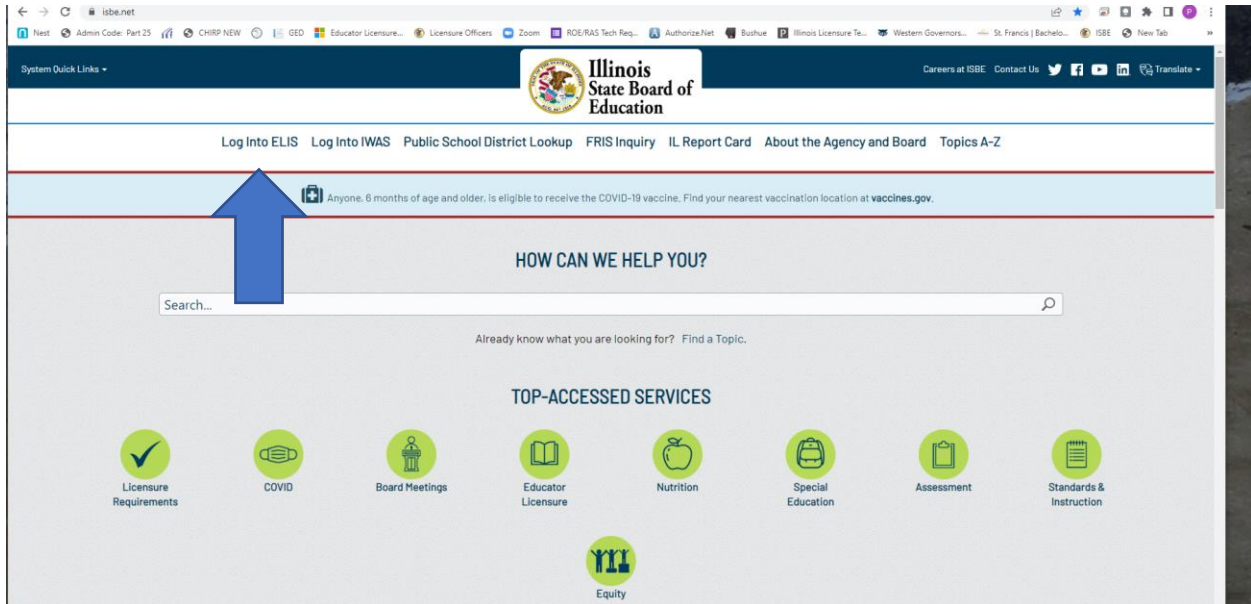 isbe.net
Nest Admin Code: Part 25 CHIRP NEW GED Educator Licensure... Licensure Officers Zoom ROE/RAS Tech Req... Authorize.Net Bushue Illinois Licensure Te... Western Governors... St. Francis | Bachelo... ISBE New Tab »
System Quick Links
Illinois
State Board of
Education
Careers at ISBE Contact Us Translate
Log Into ELIS Log Into IWAS Public School District Lookup FRIS Inquiry IL Report Card About the Agency and Board Topics A-Z
Anyone, 6 months of age and older, is eligible to receive the COVID-19 vaccine. Find your nearest vaccination location at vaccines.gov.
HOW CAN WE HELP YOU?
Search...
Already know what you are looking for? Find a Topic.
TOP-ACCESSED SERVICES
Licensure
Requirements
COVID
Board Meetings
Educator
Licensure
Nutrition
Special
Education
Assessment
Standards &
Instruction
Equity